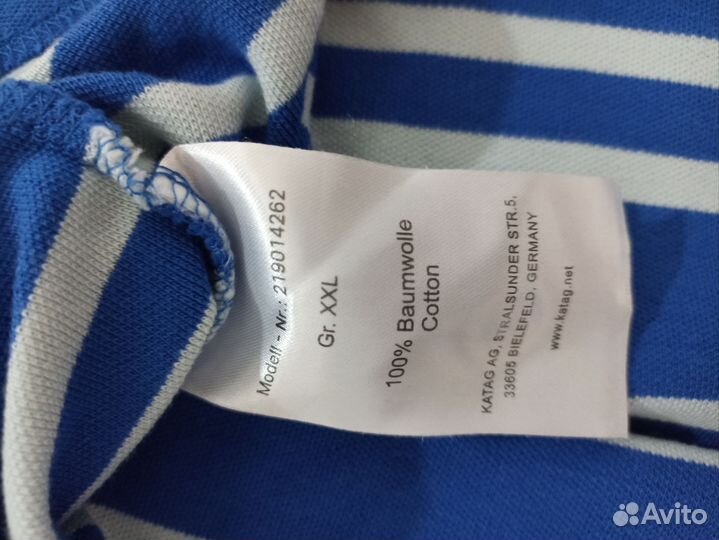 Modell - Nr.: 219014262
Gr. XXL
100% Baumwolle
Cotton
KATAG AG, STRALSUNDER STR.5,
33605 BIELEFELD, GERMANY
www.katag.net
Avito